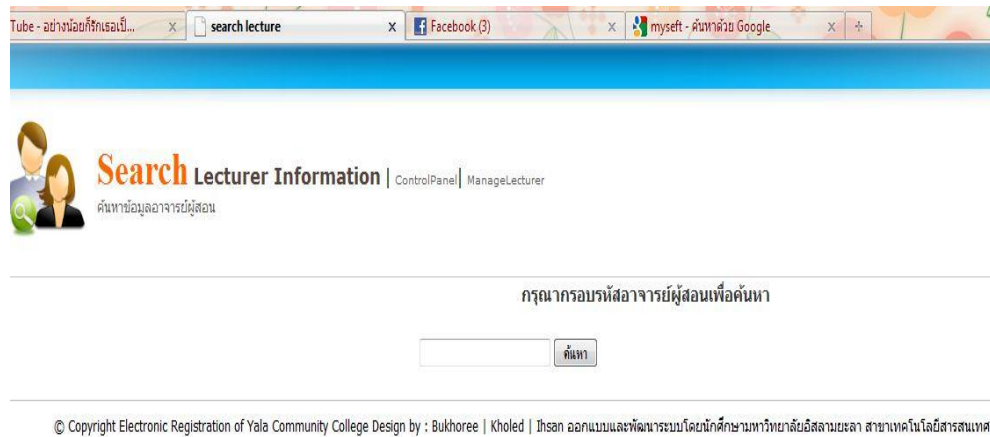 Tube - อย่างน้อยก็รักเธอเป็... x search lecture x Facebook (3) x myseft - ค้นหาด้วย Google x
Search Lecturer Information | ControlPanel| ManageLecturer
ค้นหาข้อมูลอาจารย์ผู้สอน
กรุณากรอบรหัสอาจารย์ผู้สอนเพื่อค้นหา
ค้นหา
© Copyright Electronic Registration of Yala Community College Design by : Bukhoree | Kholed | Ihsan ออกแบบและพัฒนาระบบโดยนักศึกษามหาวิทยาลัยอิสลามยะลา สาขาเทคโนโลยีสารสนเทศ